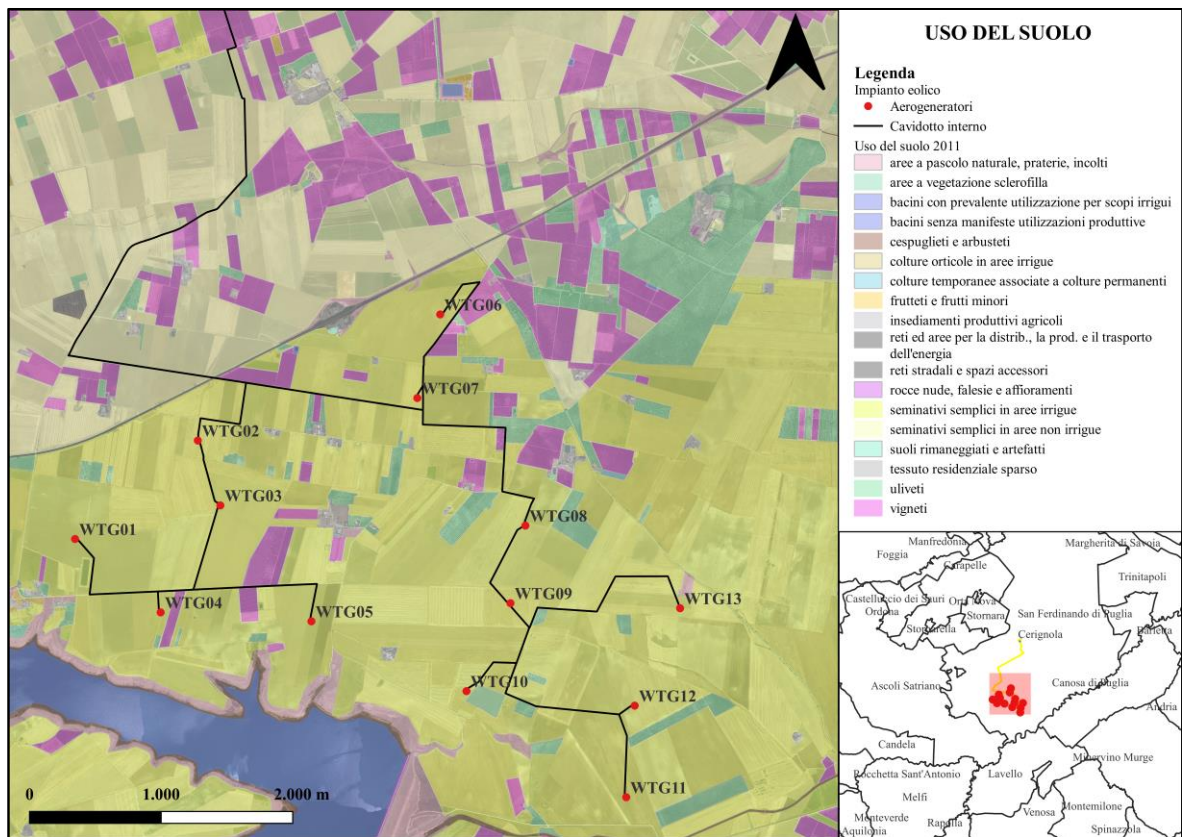 USO DEL SUOLO
Legenda
Impianto eolico
Aerogeneratori
Cavidotto interno
Uso del suolo 2011
aree a pascolo naturale, praterie, incolti
aree a vegetazione sclerofilla
bacini con prevalente utilizzazione per scopi irrigui
bacini senza manifeste utilizzazioni produttive
cespuglieti e arbusteti
colture orticole in aree irrigue
colture temporanee associate a colture permanenti
frutteti e frutti minori
insediamenti produttivi agricoli
reti ed aree per la distrib., la prod. e il trasporto
dell'energia
reti stradali e spazi accessori
rocce nude, falesie e affioramenti
seminativi semplici in aree irrigue
seminativi semplici in aree non irrigue
suoli rimaneggiati e artefatti
tessuto residenziale sparso
uliveti
vigneti
WTG06
WTG07
WTG02
WTG03
WTG08
WTG01
WTG09
WTG13
WTG04
WTG05
WTG10
WTG12
WTG11
0 1.000 2.000 m
Manfredonia
Margherita di Savoia
Foggia
Carapelle
Trinitapoli
Castelluccio dei Sauri
Orta Nova
Ordona
Stornara
San Ferdinando di Puglia
Stornarella
Cerignola
Barletta
Ascoli Satriano
Canosa di Puglia
Andria
Candela
Minervino Murge
Rocchetta Sant'Antonio
Lavello
Melfi
Venosa
Montemilone
Monteverde
Rapolla
Aquilonia
Spinazzola